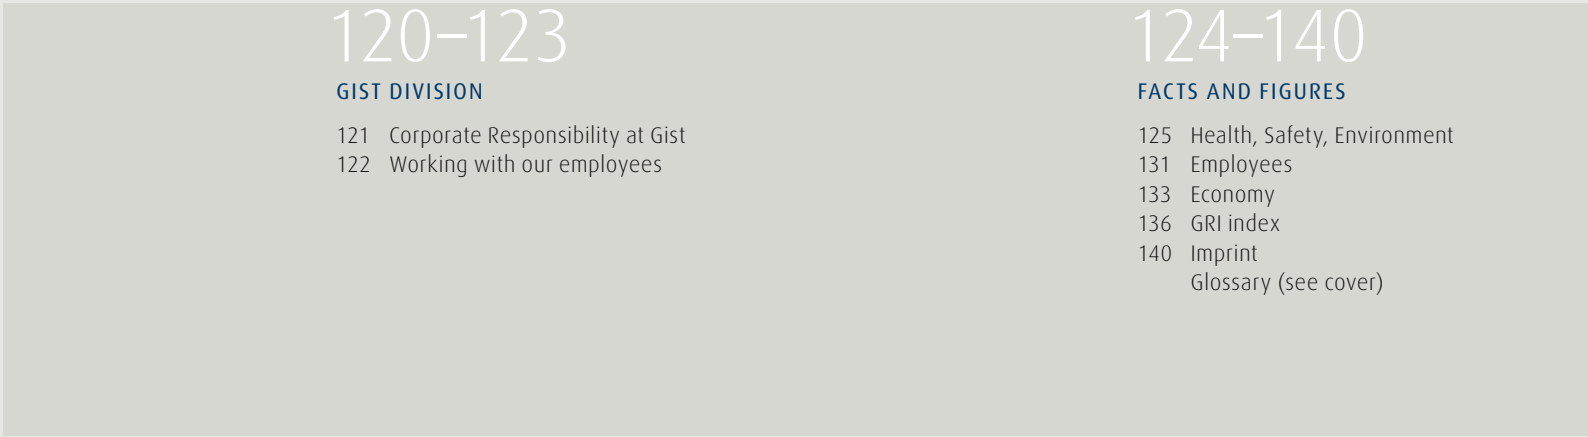 120–123
GIST DIVISION
121 Corporate Responsibility at Gist
122 Working with our employees
124–140
FACTS AND FIGURES
125 Health, Safety, Environment
131 Employees
133 Economy
136 GRI index
140 Imprint
Glossary (see cover)